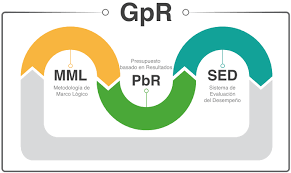 GpR
MML
Metodología de
Marco Lógico
Presupuesto
basado en Resultados
PbR
SED
Sistema de
Evaluación
del Desempeño